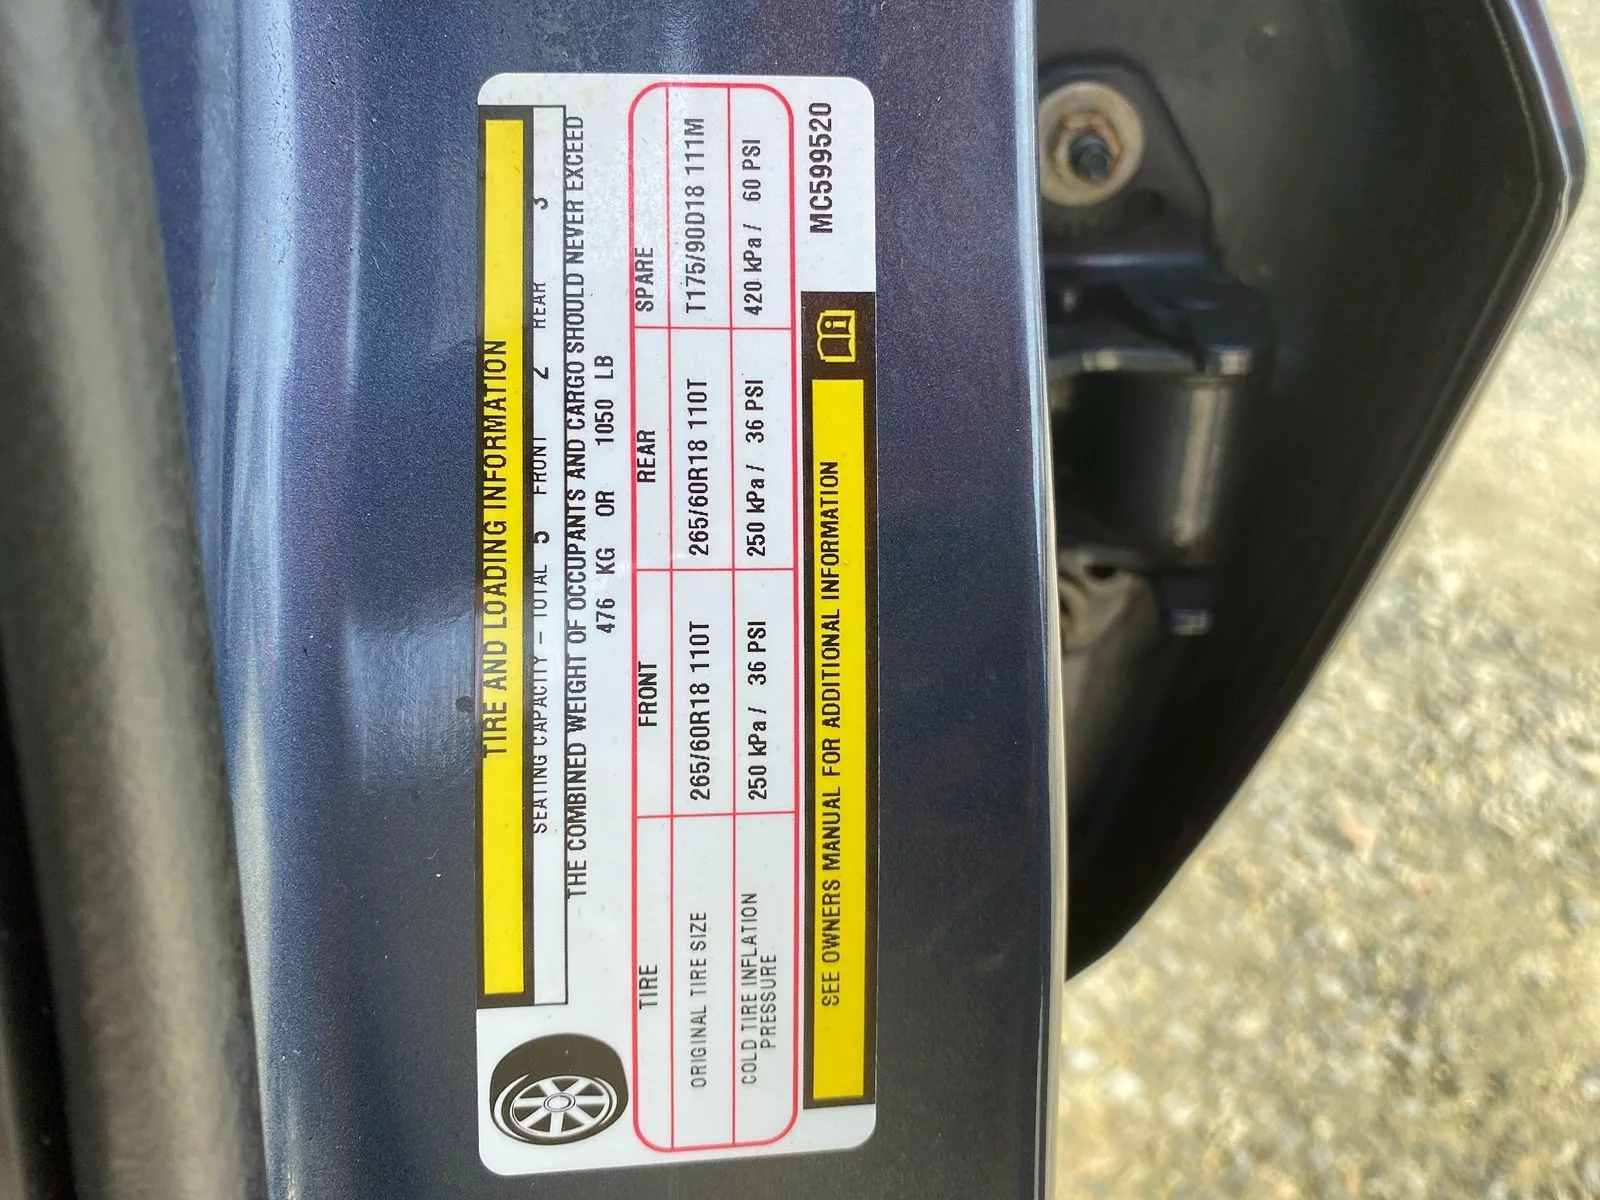 TIRE AND LOADING INFORMATION
SEATING CAPACITY – TOTAL 5 FRONT 2 REAR 3
THE COMBINED WEIGHT OF OCCUPANTS AND CARGO SHOULD NEVER EXCEED
476 KG OR 1050 LB
TIRE FRONT REAR SPARE
ORIGINAL TIRE SIZE 265/60R18 110T 265/60R18 110T T175/90D18 111M
COLD TIRE INFLATION PRESSURE 250 kPa / 36 PSI 250 kPa / 36 PSI 420 kPa / 60 PSI
SEE OWNERS MANUAL FOR ADDITIONAL INFORMATION
MC599520